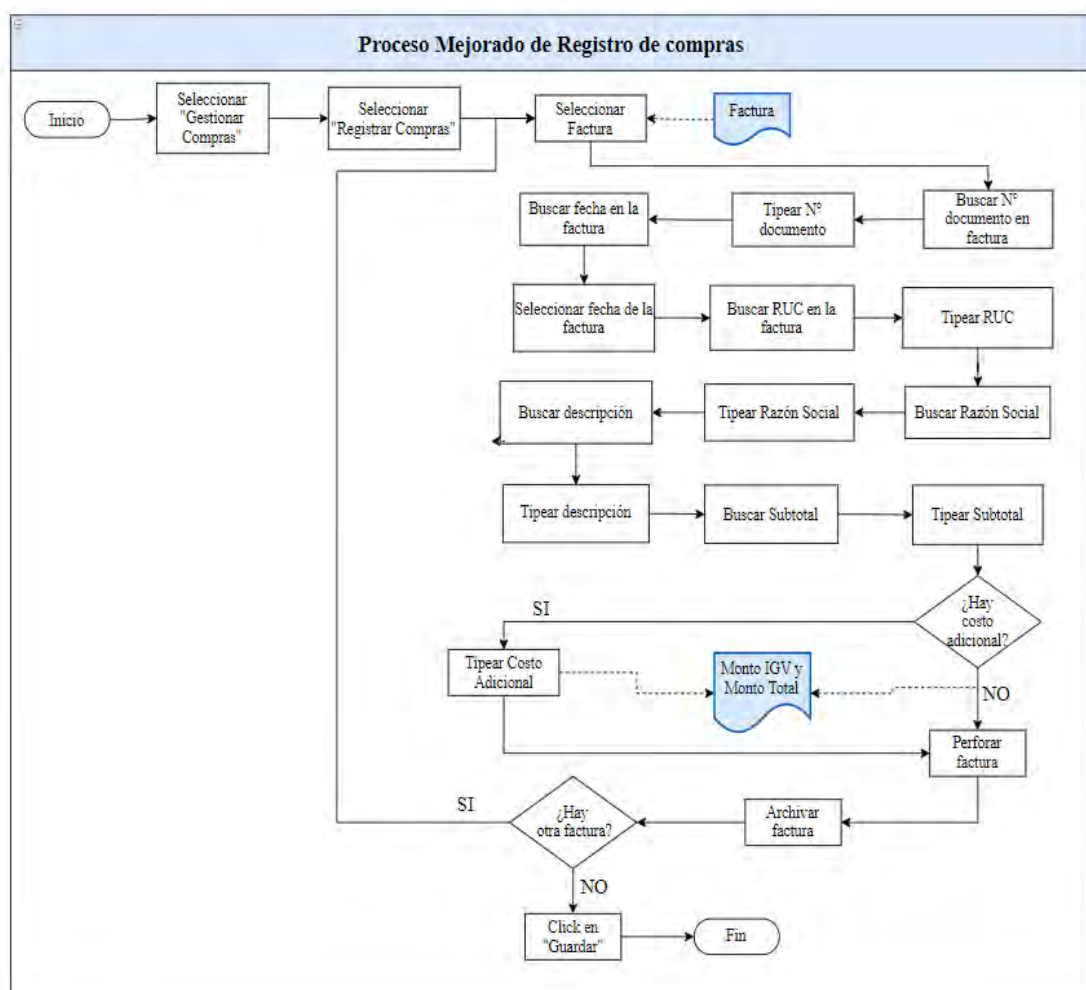 Proceso Mejorado de Registro de compras
Inicio
Seleccionar
"Gestionar
Compras"
Seleccionar
"Registrar Compras"
Seleccionar
Factura
Factura
Buscar N°
documento en
factura
Tipear N°
documento
Buscar fecha en la
factura
Seleccionar fecha de la
factura
Buscar RUC en la
factura
Tipear RUC
Buscar Razón Social
Tipear Razón Social
Buscar descripción
Tipear descripción
Buscar Subtotal
Tipear Subtotal
¿Hay
costo
adicional?
SI
Tipear Costo
Adicional
Monto IGV y
Monto Total
NO
Perforar
factura
Archivar
factura
¿Hay
otra factura?
SI
NO
Click en
"Guardar"
Fin